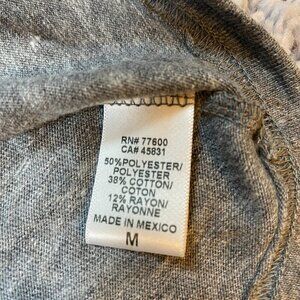 RN# 77600
CA# 45831
50%POLYESTER/
POLYESTER
38% COTTON/
COTON
12% RAYON/
RAYONNE
MADE IN MEXICO
M